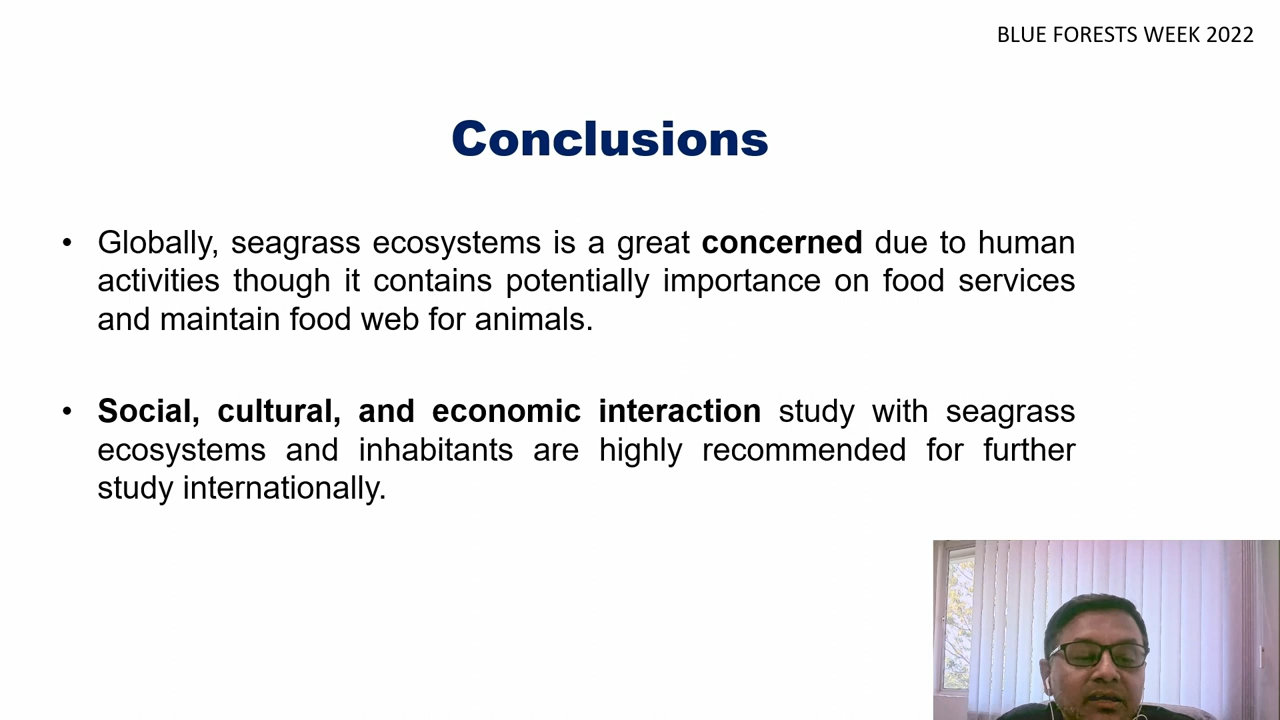 BLUE FORESTS WEEK 2022
Conclusions
• Globally, seagrass ecosystems is a great concerned due to human
activities though it contains potentially importance on food services
and maintain food web for animals.
• Social, cultural, and economic interaction study with seagrass
ecosystems and inhabitants are highly recommended for further
study internationally.